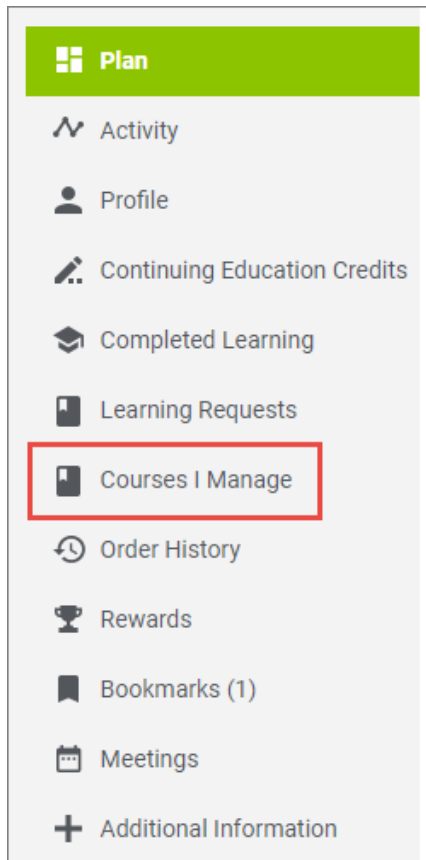 Plan
Activity
Profile
Continuing Education Credits
Completed Learning
Learning Requests
Courses I Manage
Order History
Rewards
Bookmarks (1)
Meetings
Additional Information